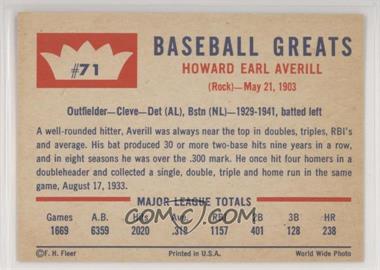 #71
BASEBALL GREATS
HOWARD EARL AVERILL
(Rock)—May 21, 1903
Outfielder—Cleve—Det (AL), Bstn (NL)—1929-1941, batted left
A well-rounded hitter, Averill was always near the top in doubles, triples, RBI's
and average. His bat produced 30 or more two-base hits nine years in a row,
and in eight seasons he was over the .300 mark. He once hit four homers in a
doubleheader and collected a single, double, triple and home run in the same
game, August 17, 1933.
MAJOR LEAGUE TOTALS
Games A.B. Hits Ave. RBI 2B 3B HR
1669 6359 2020 .318 1157 401 128 238
COMC.com
©F. H. Fleer Printed in U.S.A. World Wide Photo